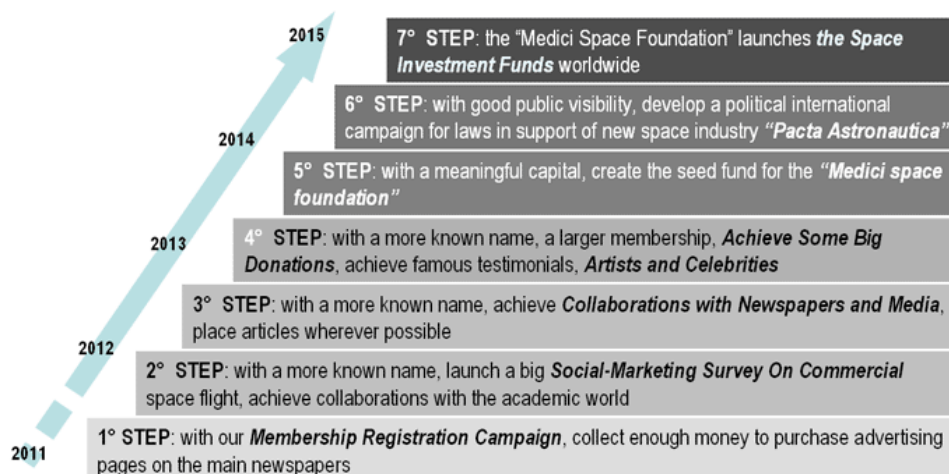 2015
7° STEP: the “Medici Space Foundation” launches the Space
Investment Funds worldwide
6° STEP: with good public visibility, develop a political international
campaign for laws in support of new space industry “Pacta Astronautica”
2014
5° STEP: with a meaningful capital, create the seed fund for the “Medici space
foundation”
2013
4° STEP: with a more known name, a larger membership, Achieve Some Big
Donations, achieve famous testimonials, Artists and Celebrities
3° STEP: with a more known name, achieve Collaborations with Newspapers and Media,
place articles wherever possible
2012
2° STEP: with a more known name, launch a big Social-Marketing Survey On Commercial
space flight, achieve collaborations with the academic world
2011
1° STEP: with our Membership Registration Campaign, collect enough money to purchase advertising
pages on the main newspapers